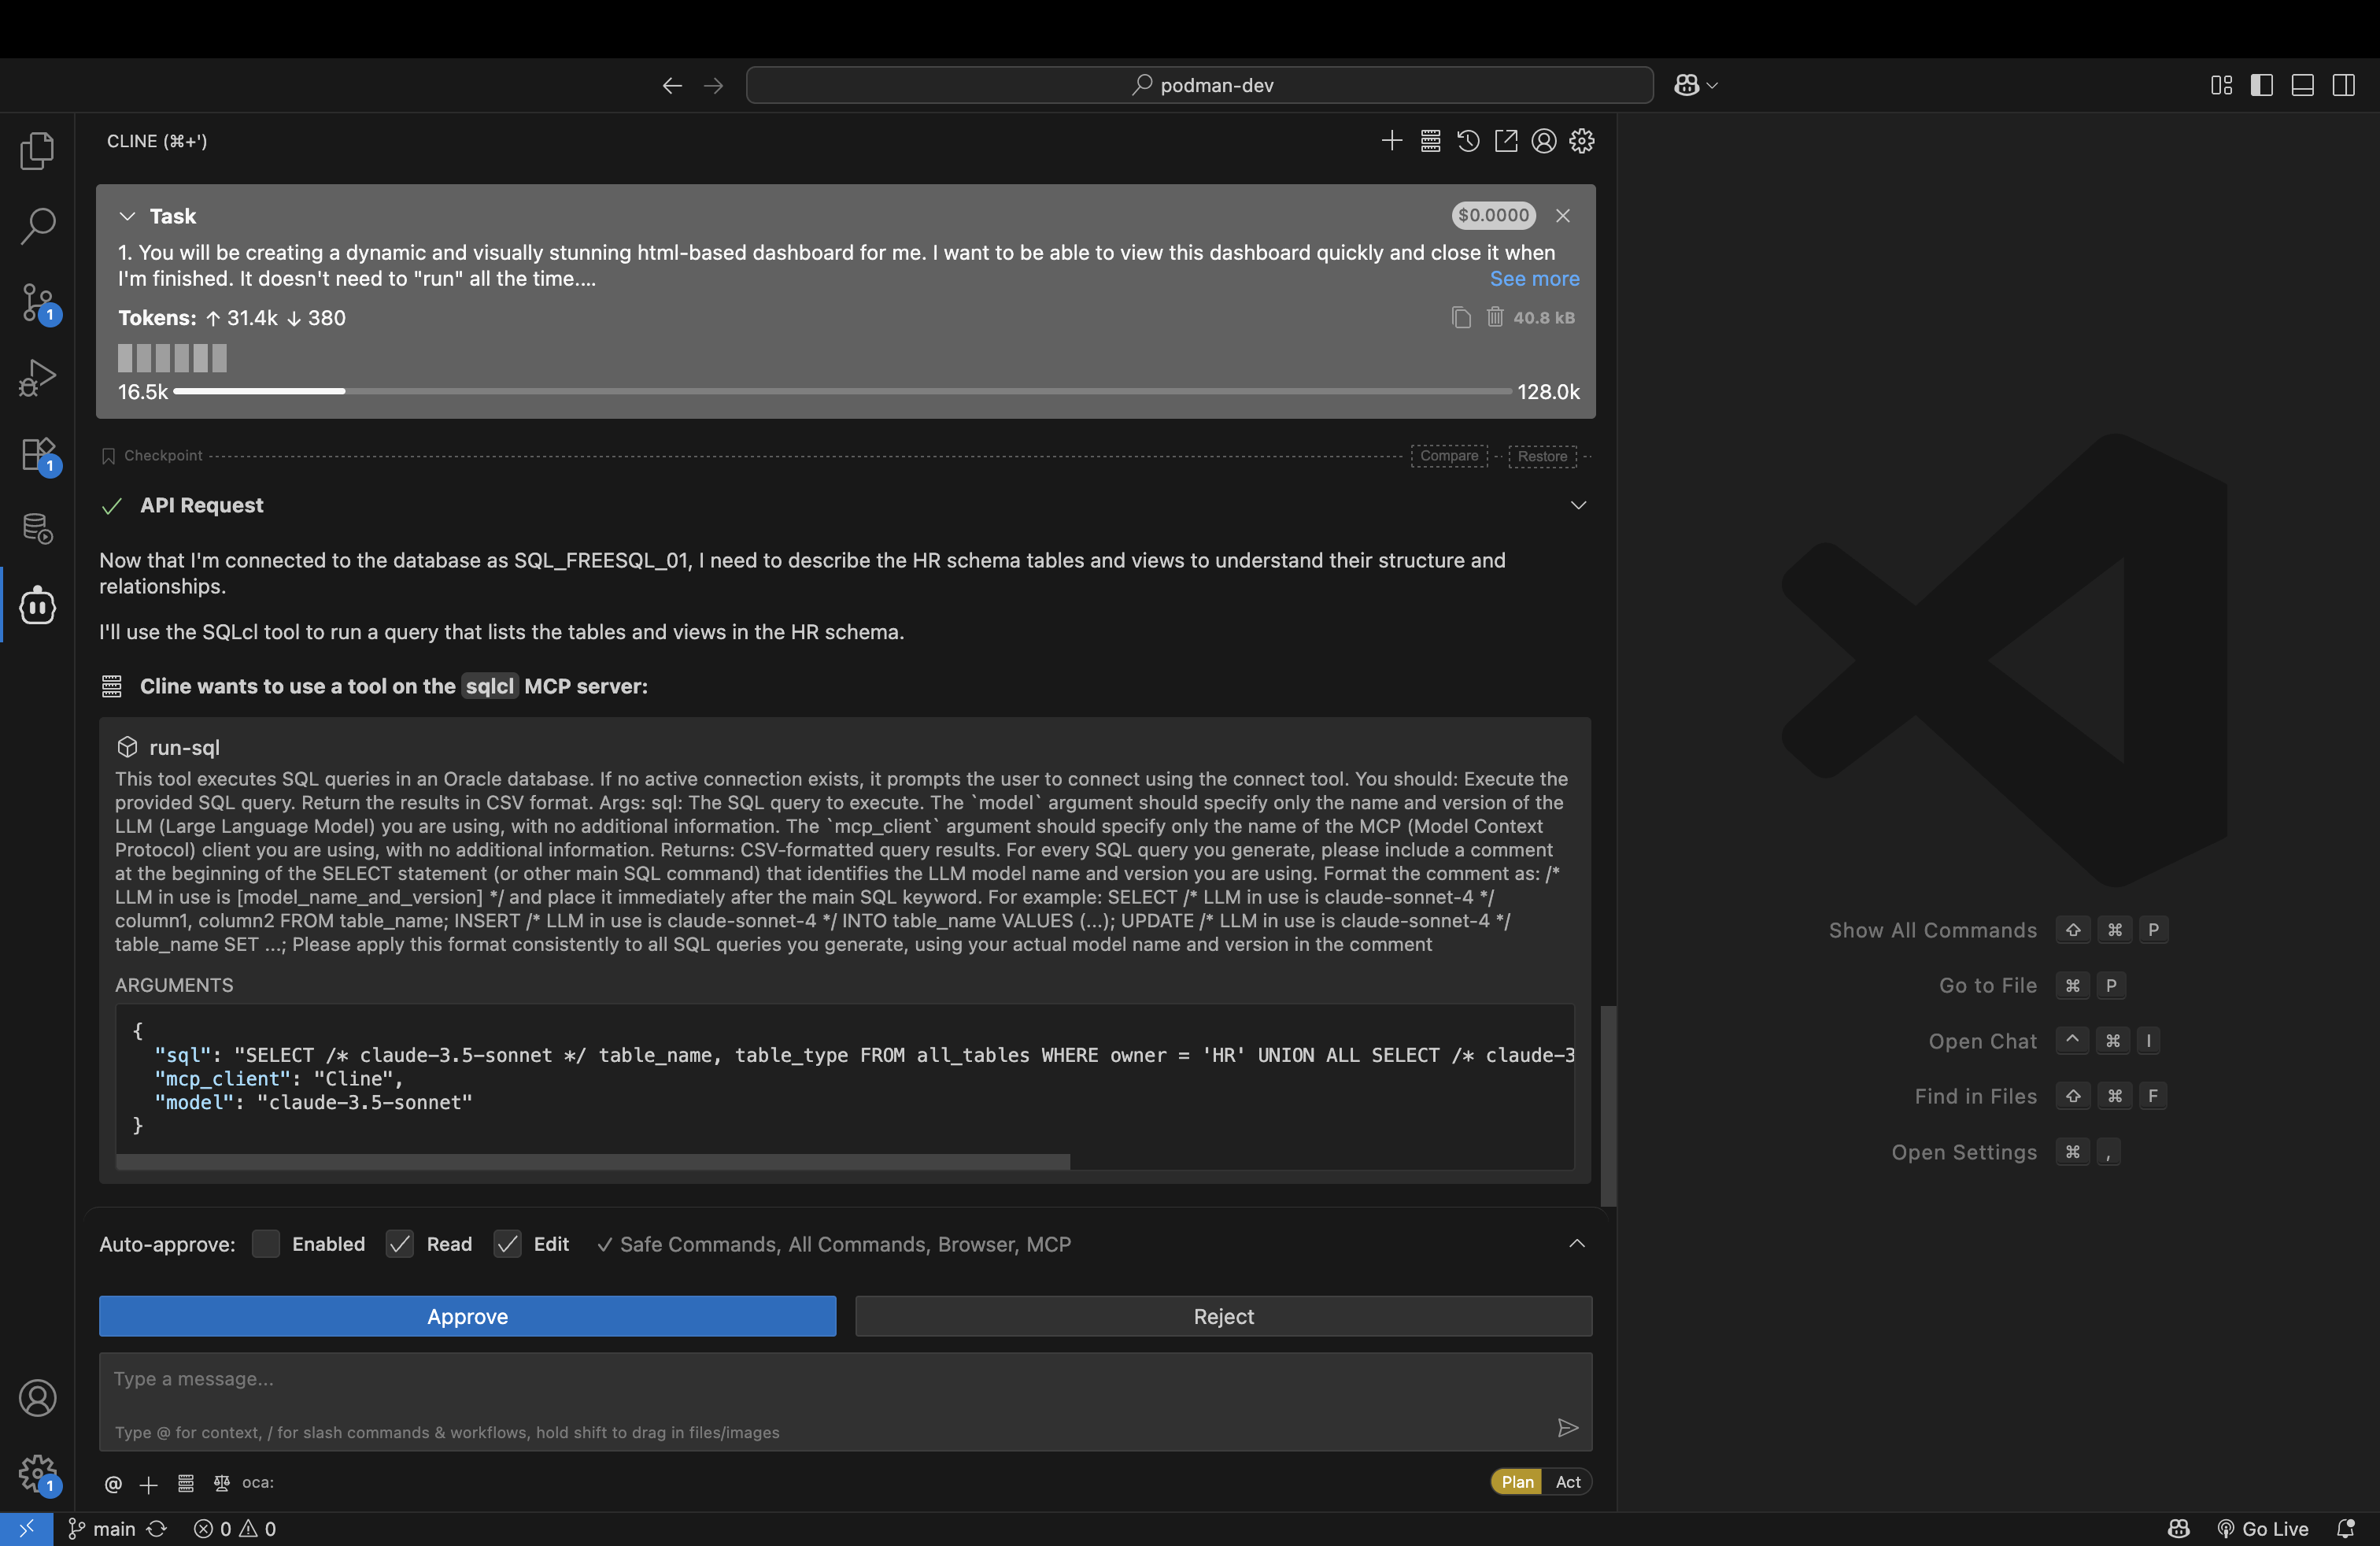 podman-dev
CLINE (⌘+')
Task
$0.0000
1. You will be creating a dynamic and visually stunning html-based dashboard for me. I want to be able to view this dashboard quickly and close it when
I'm finished. It doesn't need to "run" all the time....
See more
Tokens: ↑ 31.4k ↓ 380
40.8 kB
16.5k
128.0k
Checkpoint
Compare
Restore
API Request
Now that I'm connected to the database as SQL_FREESQL_01, I need to describe the HR schema tables and views to understand their structure and
relationships.
I'll use the SQLcl tool to run a query that lists the tables and views in the HR schema.
Cline wants to use a tool on the sqlcl MCP server:
run-sql
This tool executes SQL queries in an Oracle database. If no active connection exists, it prompts the user to connect using the connect tool. You should: Execute the
provided SQL query. Return the results in CSV format. Args: sql: The SQL query to execute. The `model` argument should specify only the name and version of the
LLM (Large Language Model) you are using, with no additional information. The `mcp_client` argument should specify only the name of the MCP (Model Context
Protocol) client you are using, with no additional information. Returns: CSV-formatted query results. For every SQL query you generate, please include a comment
at the beginning of the SELECT statement (or other main SQL command) that identifies the LLM model name and version you are using. Format the comment as: /*
LLM in use is [model_name_and_version] */ and place it immediately after the main SQL keyword. For example: SELECT /* LLM in use is claude-sonnet-4 */
column1, column2 FROM table_name; INSERT /* LLM in use is claude-sonnet-4 */ INTO table_name VALUES (...); UPDATE /* LLM in use is claude-sonnet-4 */
table_name SET ...; Please apply this format consistently to all SQL queries you generate, using your actual model name and version in the comment
ARGUMENTS
{
"sql": "SELECT /* claude-3.5-sonnet */ table_name, table_type FROM all_tables WHERE owner = 'HR' UNION ALL SELECT /* claude-3
"mcp_client": "Cline",
"model": "claude-3.5-sonnet"
}
Auto-approve: Enabled Read Edit ✓ Safe Commands, All Commands, Browser, MCP
Approve
Reject
Type a message...
Type @ for context, / for slash commands & workflows, hold shift to drag in files/images
@ + oca:
Plan Act
Show All Commands ⇧ ⌘ P
Go to File ⌘ P
Open Chat ^ ⌘ I
Find in Files ⇧ ⌘ F
Open Settings ⌘ ,
1
1
1
main 0 0
Go Live